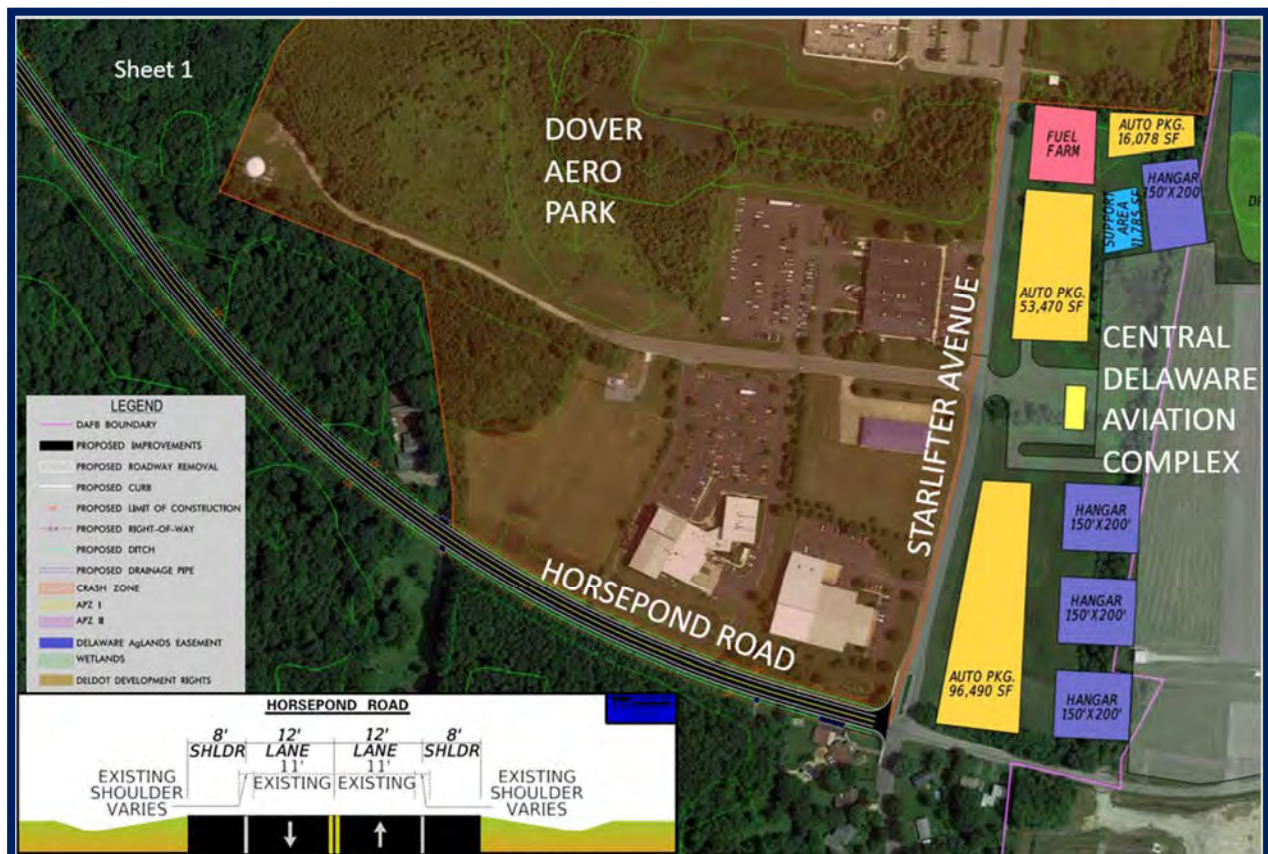 Sheet 1
DOVER
AERO
PARK
FUEL
FARM
AUTO PKG.
16,078 SF
HANGAR
150'X200'
SUPPORT
AREA
11,785 SF
AUTO PKG.
53,470 SF
STARLIFTER AVENUE
CENTRAL
DELAWARE
AVIATION
COMPLEX
HANGAR
150'X200'
HANGAR
150'X200'
HANGAR
150'X200'
AUTO PKG.
96,490 SF
HORSEPOND ROAD
LEGEND
DAFB BOUNDARY
PROPOSED IMPROVEMENTS
PROPOSED ROADWAY REMOVAL
PROPOSED CURB
PROPOSED LIMIT OF CONSTRUCTION
PROPOSED RIGHT-OF-WAY
PROPOSED DITCH
PROPOSED DRAINAGE PIPE
CRASH ZONE
APZ I
APZ II
DELAWARE AgLANDS EASEMENT
WETLANDS
DELDOT DEVELOPMENT RIGHTS
HORSEPOND ROAD
8' 12' 12' 8'
SHLDR LANE LANE SHLDR
11' 11'
EXISTING EXISTING
EXISTING
SHOULDER
VARIES
EXISTING
SHOULDER
VARIES